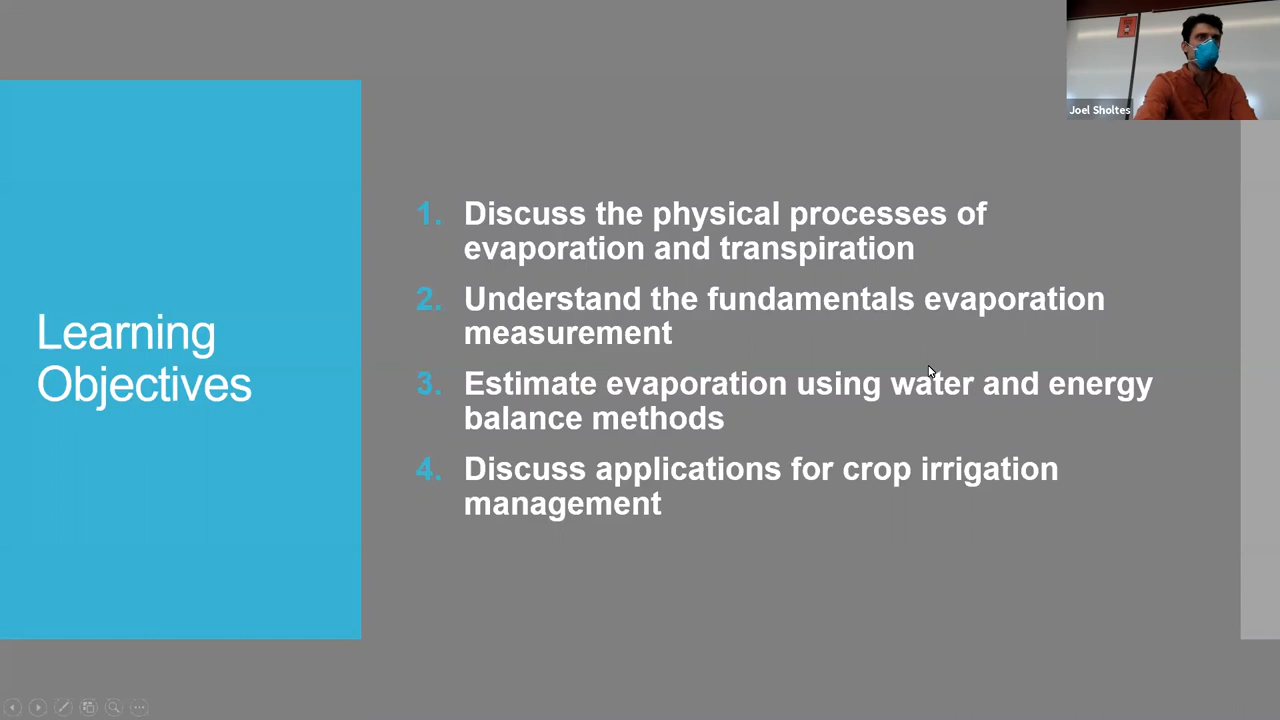 Joel Sholtes
Learning
Objectives
1. Discuss the physical processes of
evaporation and transpiration
2. Understand the fundamentals evaporation
measurement
3. Estimate evaporation using water and energy
balance methods
4. Discuss applications for crop irrigation
management